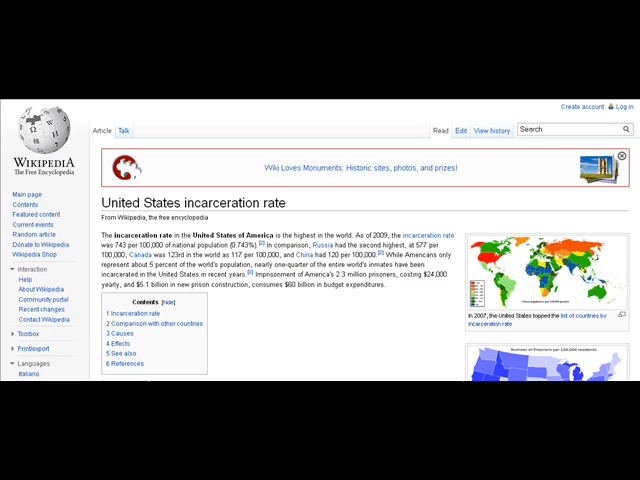 Create account Log in
WIKIPEDIA
The Free Encyclopedia
Article Talk Read Edit View history Search
Wiki Loves Monuments: Historic sites, photos, and prizes!
Main page
Contents
Featured content
Current events
Random article
Donate to Wikipedia
Wikipedia Shop
Interaction
Help
About Wikipedia
Community portal
Recent changes
Contact Wikipedia
Toolbox
Print/export
Languages
Italiano
United States incarceration rate
From Wikipedia, the free encyclopedia
The incarceration rate in the United States of America is the highest in the world. As of 2009, the incarceration rate
was 743 per 100,000 of national population (0.743%).[2] In comparison, Russia had the second highest, at 577 per
100,000, Canada was 123rd in the world as 117 per 100,000, and China had 120 per 100,000.[2] While Americans only
represent about 5 percent of the world's population, nearly one-quarter of the entire world's inmates have been
incarcerated in the United States in recent years.[3] Imprisonment of America's 2.3 million prisoners, costing $24,000
yearly, and $5.1 billion in new prison construction, consumes $60 billion in budget expenditures.
Contents [hide]
1 Incarceration rate
2 Comparison with other countries
3 Causes
4 Effects
5 See also
6 References
In 2007, the United States topped the list of countries by
incarceration rate
Number of Prisoners per 100,000 residents